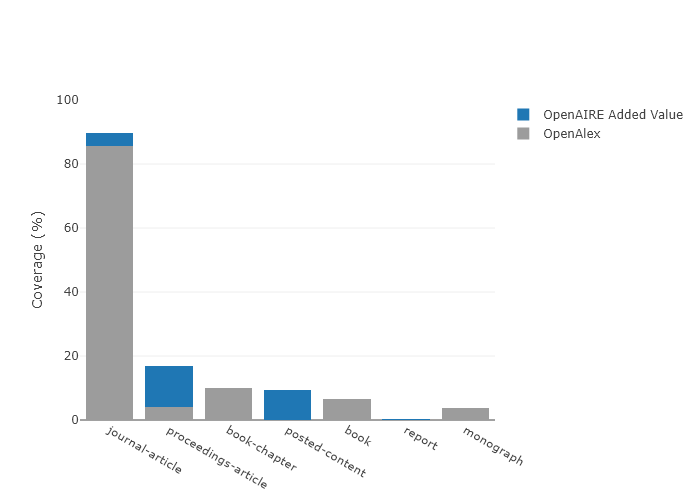 100
80
60
40
20
0
Coverage (%)
journal-article
proceedings-article
book-chapter
posted-content
book
report
monograph
OpenAIRE Added Value
OpenAlex